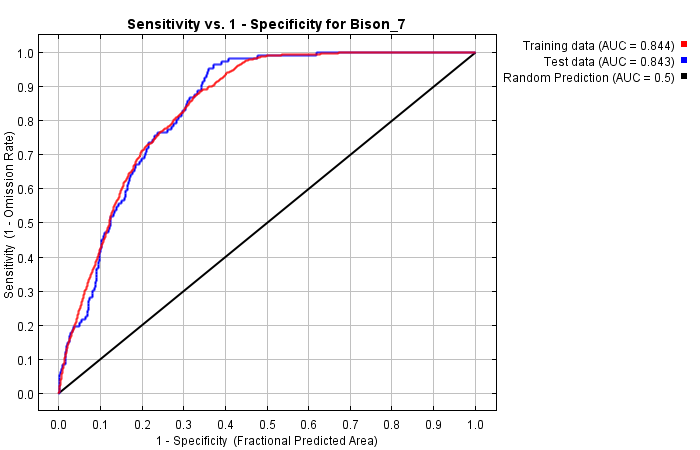 Sensitivity vs. 1 - Specificity for Bison_7
Training data (AUC = 0.844)
Test data (AUC = 0.843)
Random Prediction (AUC = 0.5)
Sensitivity (1 - Omission Rate)
1.0
0.9
0.8
0.7
0.6
0.5
0.4
0.3
0.2
0.1
0.0
0.0 0.1 0.2 0.3 0.4 0.5 0.6 0.7 0.8 0.9 1.0
1 - Specificity (Fractional Predicted Area)